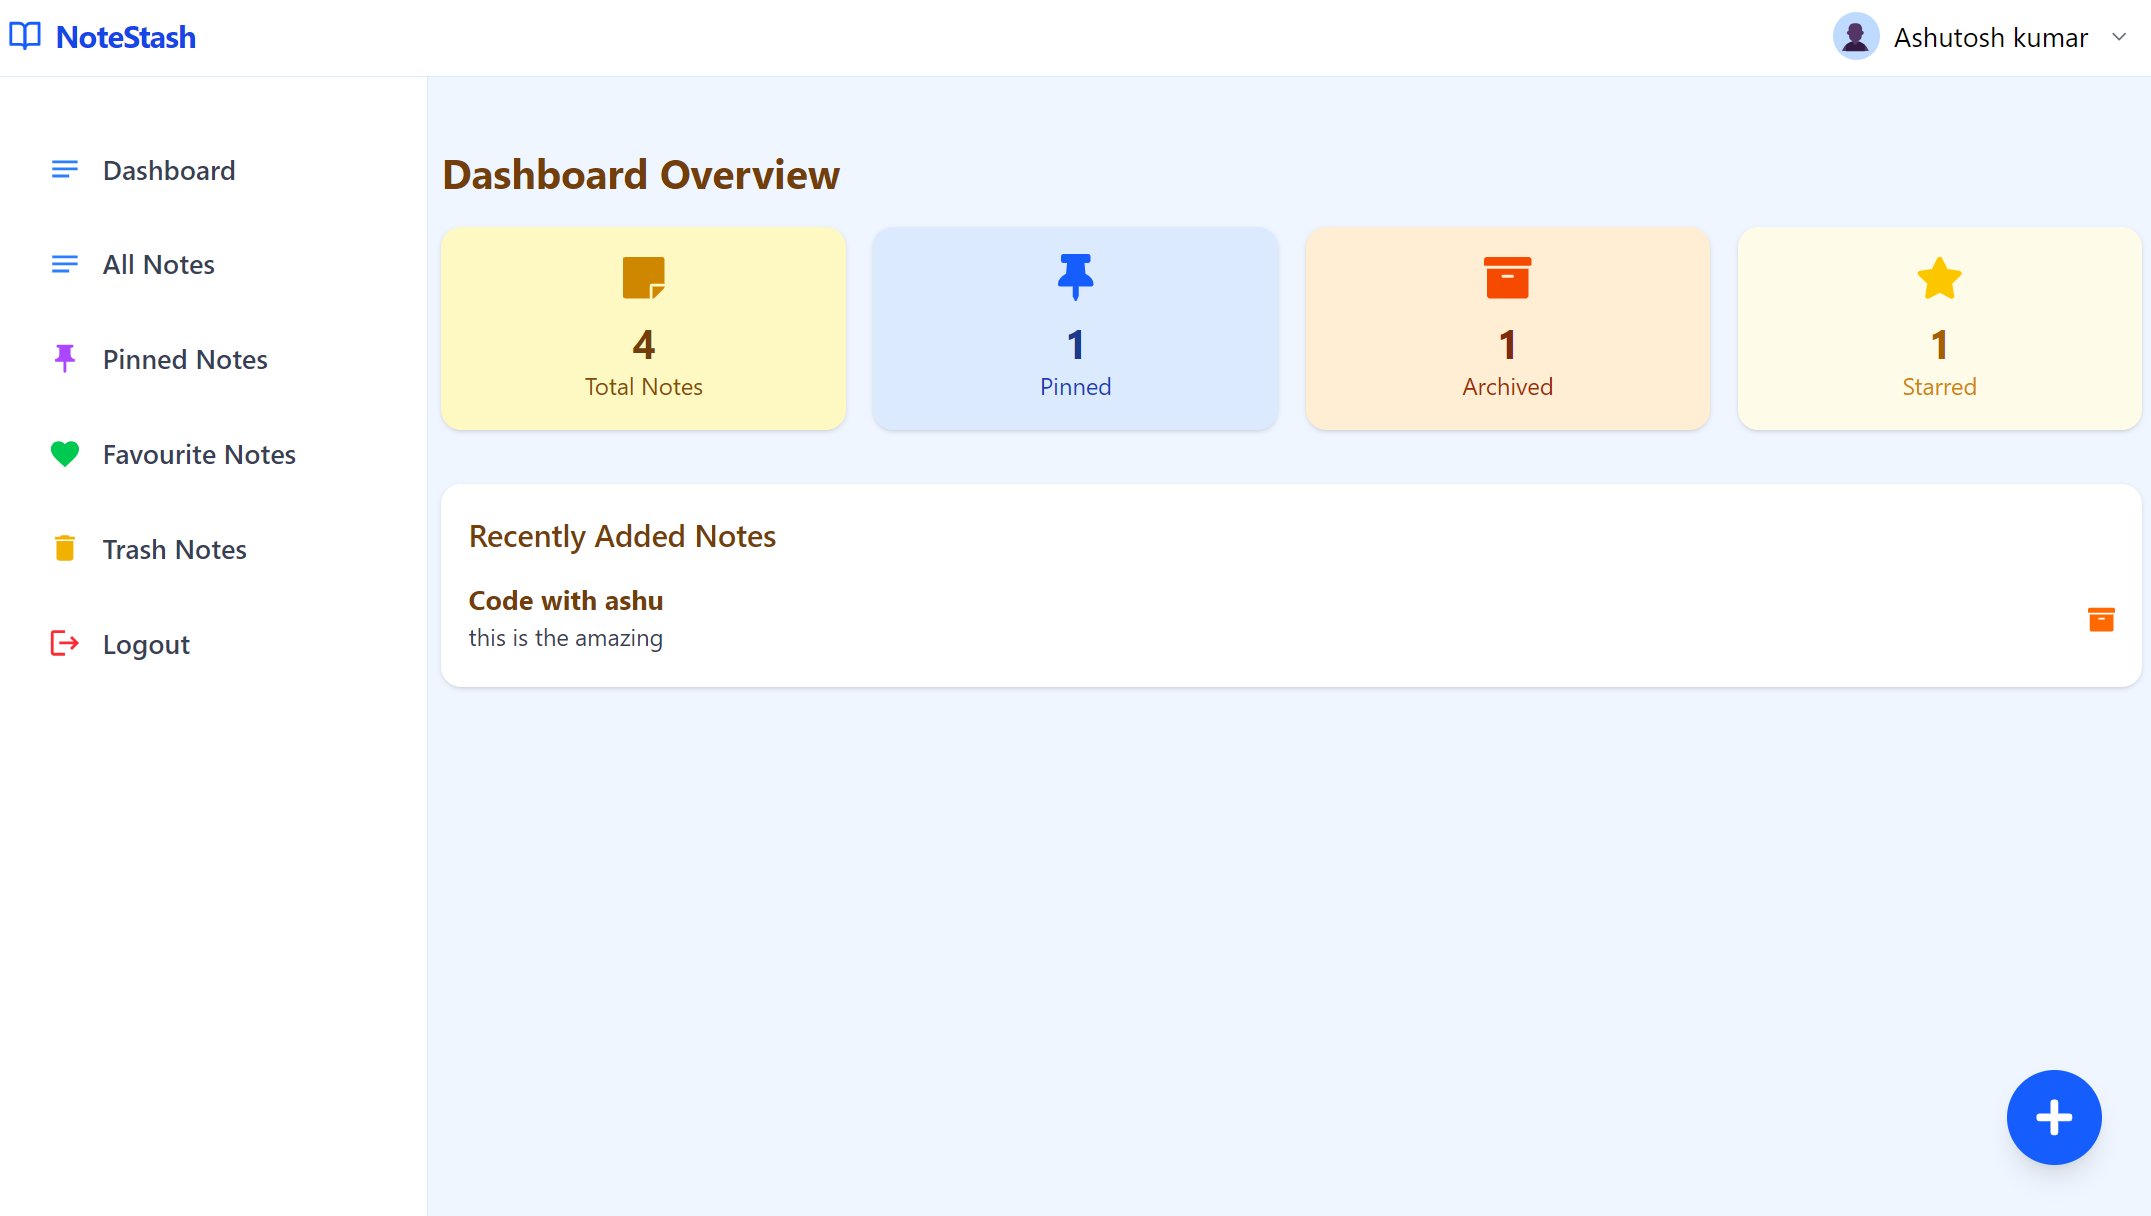 NoteStash
Ashutosh kumar
Dashboard
All Notes
Pinned Notes
Favourite Notes
Trash Notes
Logout
Dashboard Overview
4
Total Notes
1
Pinned
1
Archived
1
Starred
Recently Added Notes
Code with ashu
this is the amazing